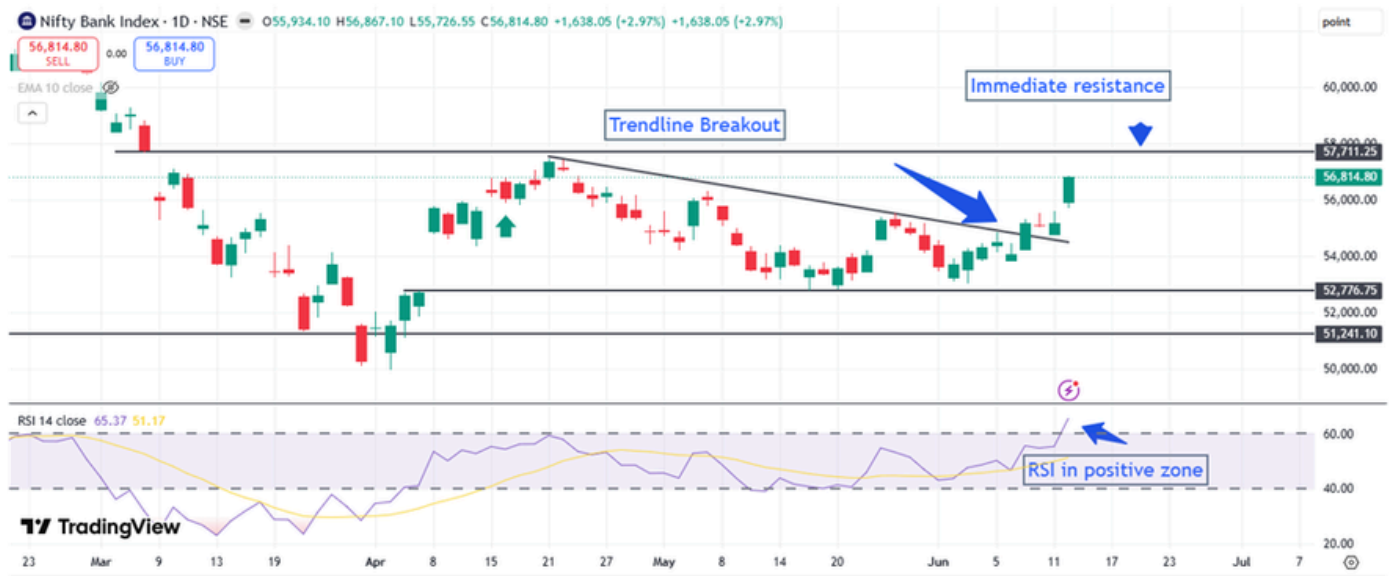 Nifty Bank Index · 1D · NSE O55,934.10 H56,867.10 L55,726.55 C56,814.80 +1,638.05 (+2.97%) +1,638.05 (+2.97%)
point
56,814.80
SELL
0.00
56,814.80
BUY
EMA 10 close
Immediate resistance
Trendline Breakout
60,000.00
58,000.00
57,711.25
56,814.80
56,000.00
54,000.00
52,776.75
52,000.00
51,241.10
50,000.00
RSI 14 close 65.37 51.17
60.00
RSI in positive zone
40.00
TradingView
20.00
23 Mar 9 13 19 Apr 8 15 21 27 May 8 14 20 Jun 5 11 17 23 Jul 7